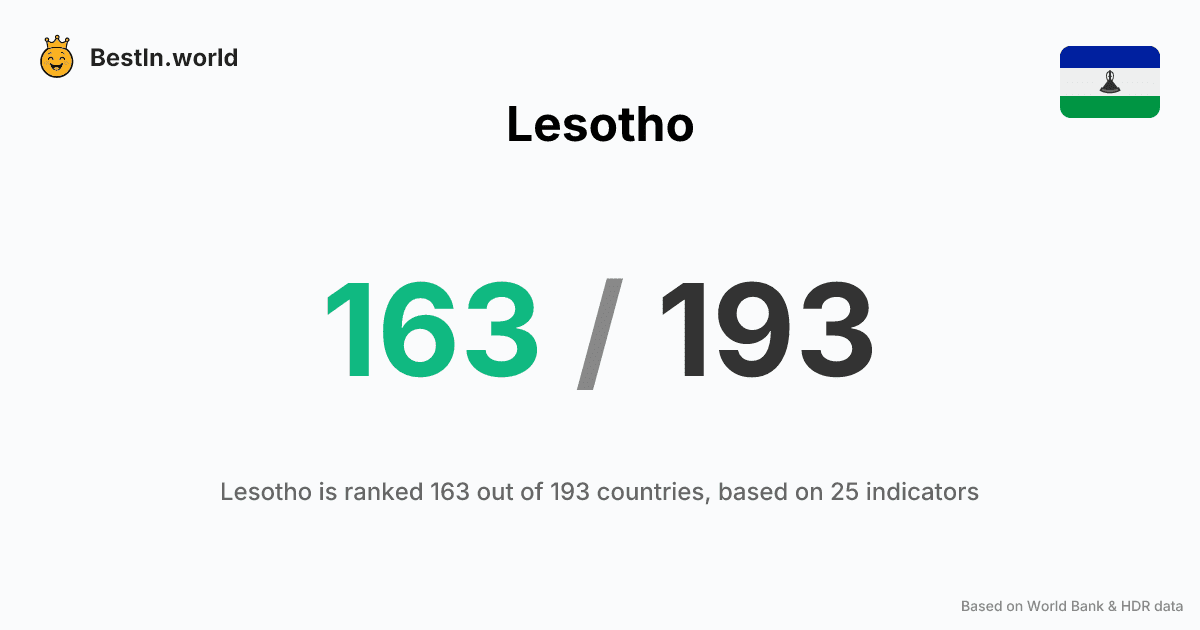 BestIn.world
Lesotho
163 / 193
Lesotho is ranked 163 out of 193 countries, based on 25 indicators
Based on World Bank & HDR data